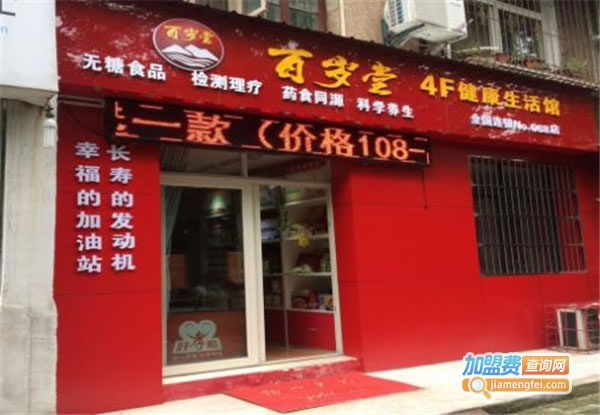 百岁堂
无糖食品 检测理疗
百岁堂
药食同源 科学养生
4F健康生活馆
全国连锁No.068店
二款（价格108一
长寿的发动机
幸福的加油站
加盟费查询网
jiamengfei.com